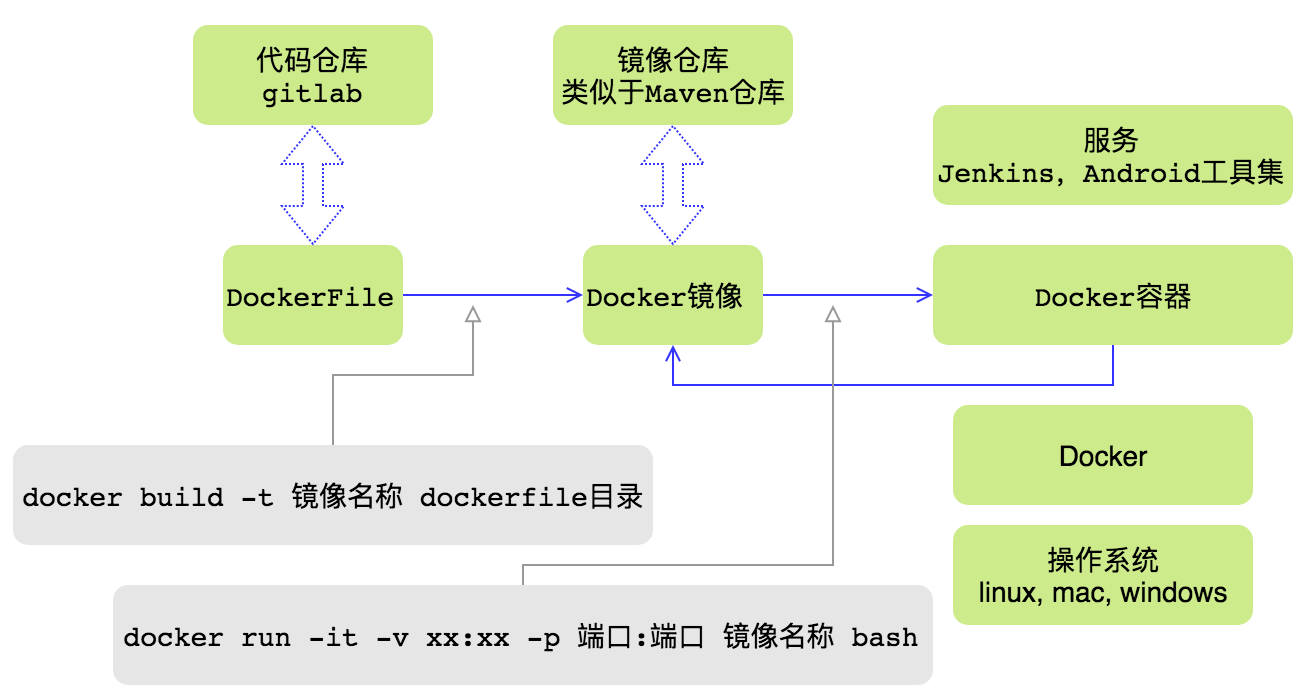 代码仓库
gitlab
镜像仓库
类似于Maven仓库
服务
Jenkins, Android工具集
DockerFile
Docker镜像
Docker容器
Docker
docker build -t 镜像名称 dockerfile目录
操作系统
linux, mac, windows
docker run -it -v xx:xx -p 端口:端口 镜像名称 bash